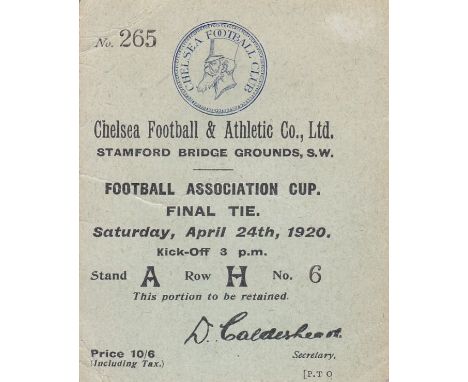 No. 265
CHELSEA FOOTBALL CLUB
Chelsea Football & Athletic Co., Ltd.
STAMFORD BRIDGE GROUNDS, S.W.
FOOTBALL ASSOCIATION CUP.
FINAL TIE.
Saturday, April 24th, 1920.
Kick-Off 3 p.m.
Stand A Row H No. 6
This portion to be retained.
D. Calderhead.
Price 10/6
Secretary.
(Including Tax.)
[P.T O